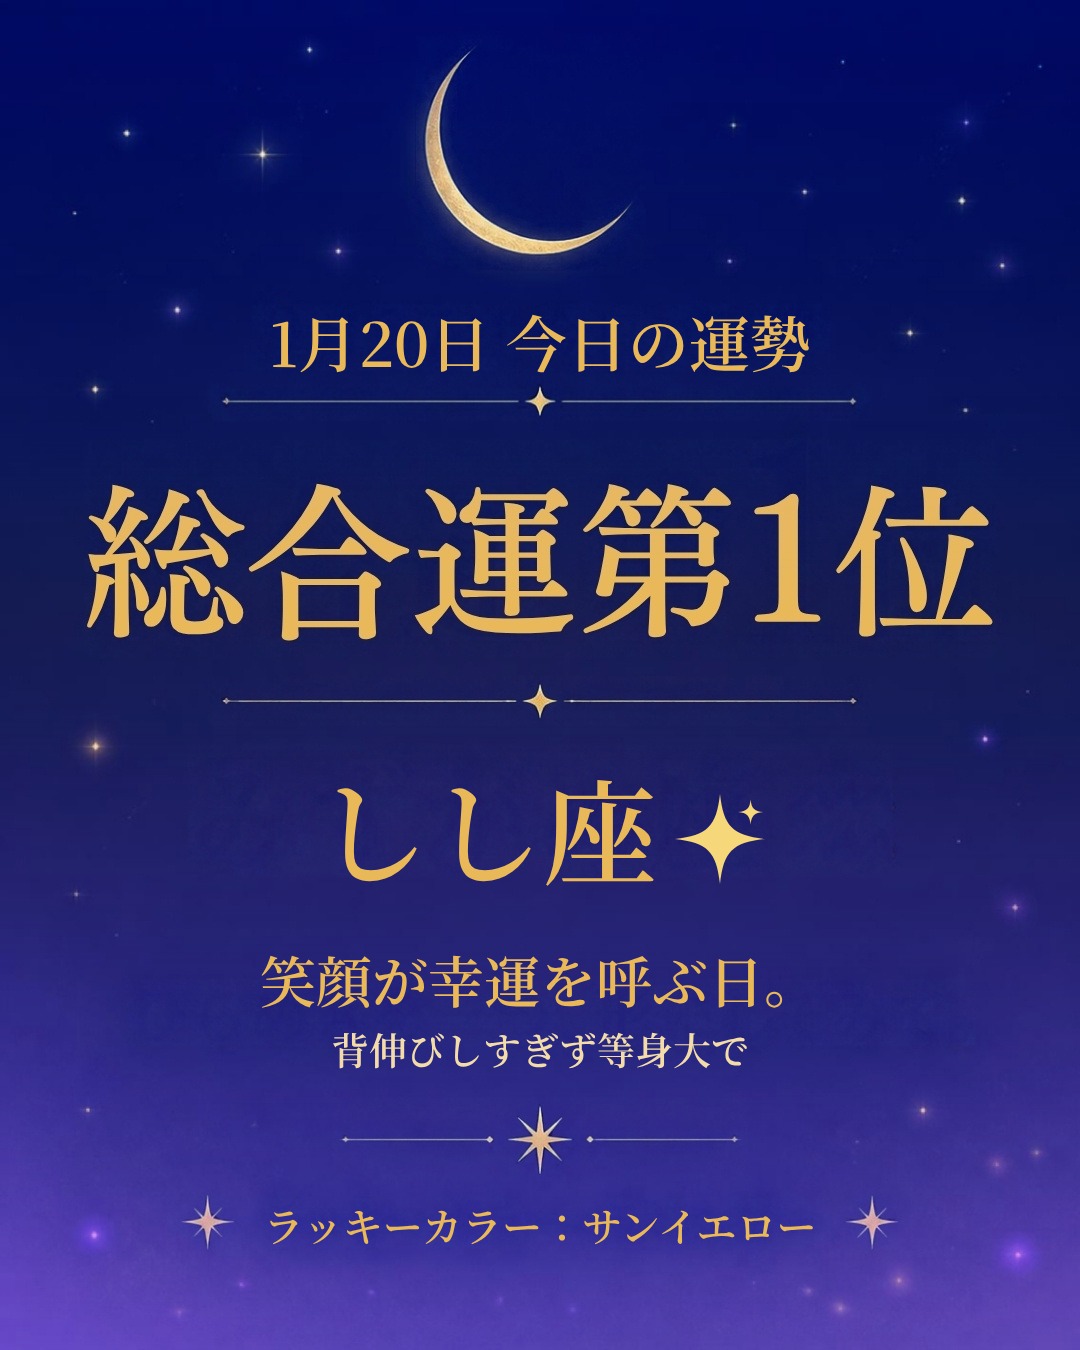 1月20日 今日の運勢
総合運第1位
しし座
笑顔が幸運を呼ぶ日。
背伸びしすぎず等身大で
ラッキーカラー：サンイエロー